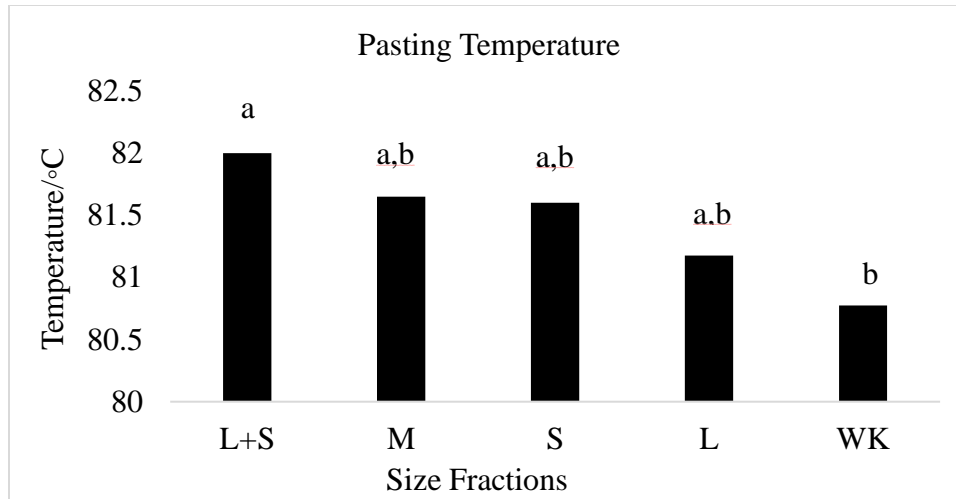 Pasting Temperature
82.5
82
81.5
81
80.5
80
Temperature/°C
a
a,b
a,b
a,b
b
L+S M S L WK
Size Fractions